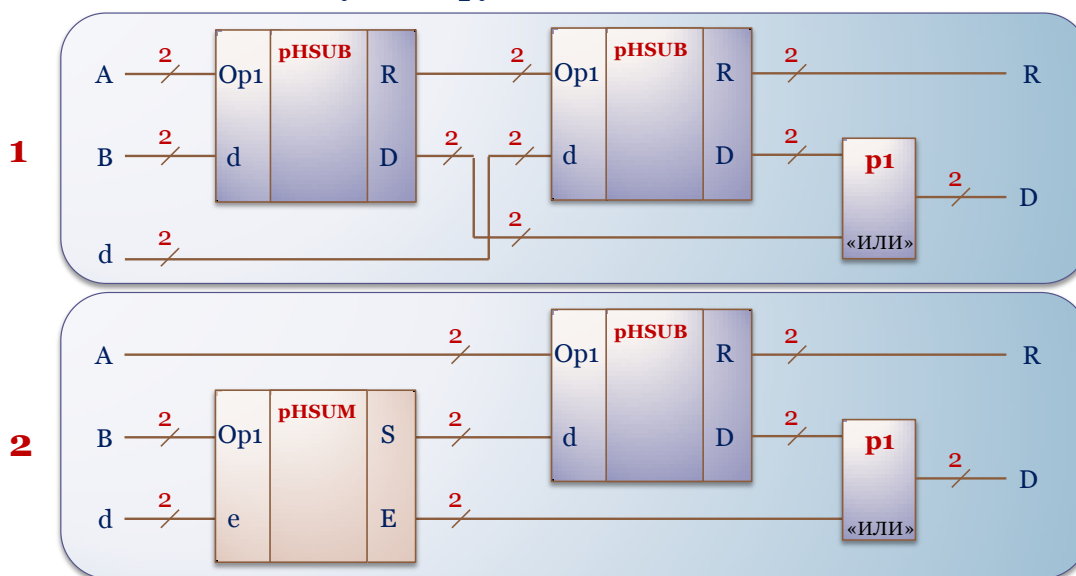 2 pHSUB 2 pHSUB 2
A Op1 R Op1 R R
1
2 2 2 2
B d D d D p1 2 D
2 2
d «ИЛИ»
2 pHSUB 2
A Op1 R R
2
2 pHSUM 2 2
B Op1 S d D p1 2 D
2 2
d e E «ИЛИ»